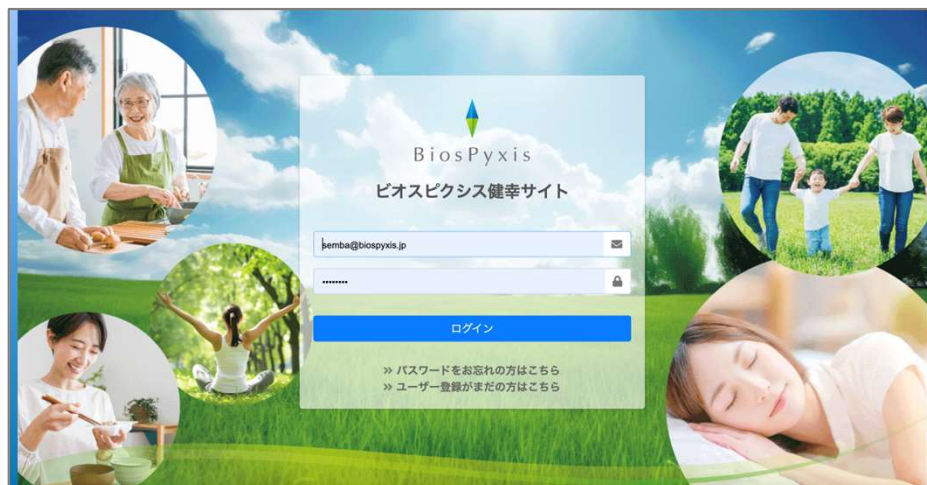 BiosPyxis
ビオスピクシス健幸サイト
semba@biospyxis.jp
••••••••
ログイン
» パスワードをお忘れの方はこちら
» ユーザー登録がまだの方はこちら